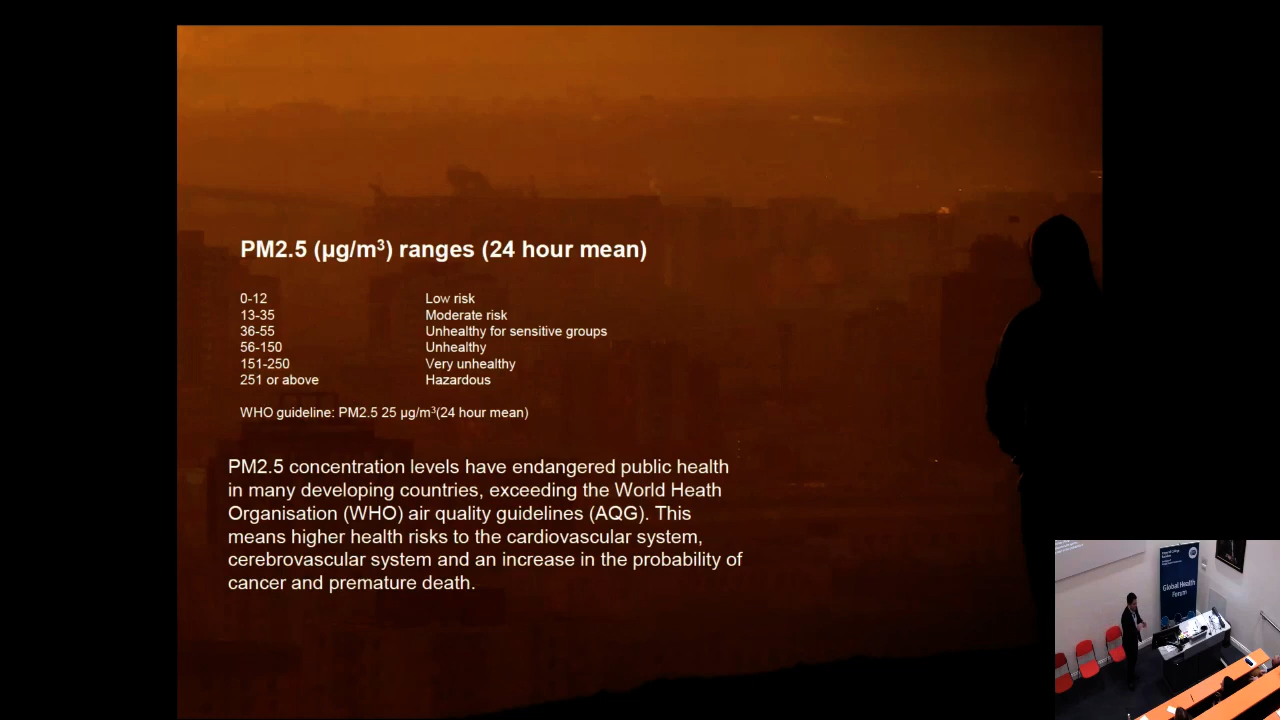 PM2.5 (µg/m³) ranges (24 hour mean)
0-12 Low risk
13-35 Moderate risk
36-55 Unhealthy for sensitive groups
56-150 Unhealthy
151-250 Very unhealthy
251 or above Hazardous
WHO guideline: PM2.5 25 µg/m³(24 hour mean)
PM2.5 concentration levels have endangered public health
in many developing countries, exceeding the World Heath
Organisation (WHO) air quality guidelines (AQG). This
means higher health risks to the cardiovascular system,
cerebrovascular system and an increase in the probability of
cancer and premature death.
Global Health
Forum